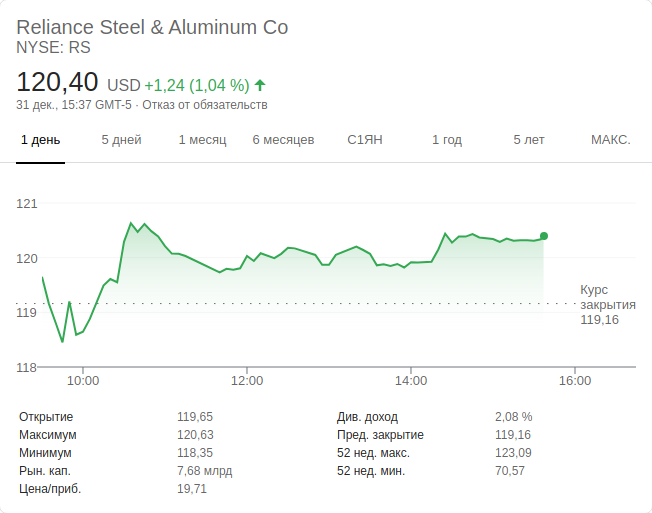 Reliance Steel & Aluminum Co
NYSE: RS
120,40 USD +1,24 (1,04 %)
31 дек., 15:37 GMT-5 · Отказ от обязательств
1 день 5 дней 1 месяц 6 месяцев С1ЯН 1 год 5 лет МАКС.
121
120
119
118
Курс
закрытия
119,16
10:00 12:00 14:00 16:00
Открытие 119,65 Див. доход 2,08 %
Максимум 120,63 Пред. закрытие 119,16
Минимум 118,35 52 нед. макс. 123,09
Рын. кап. 7,68 млрд 52 нед. мин. 70,57
Цена/приб. 19,71